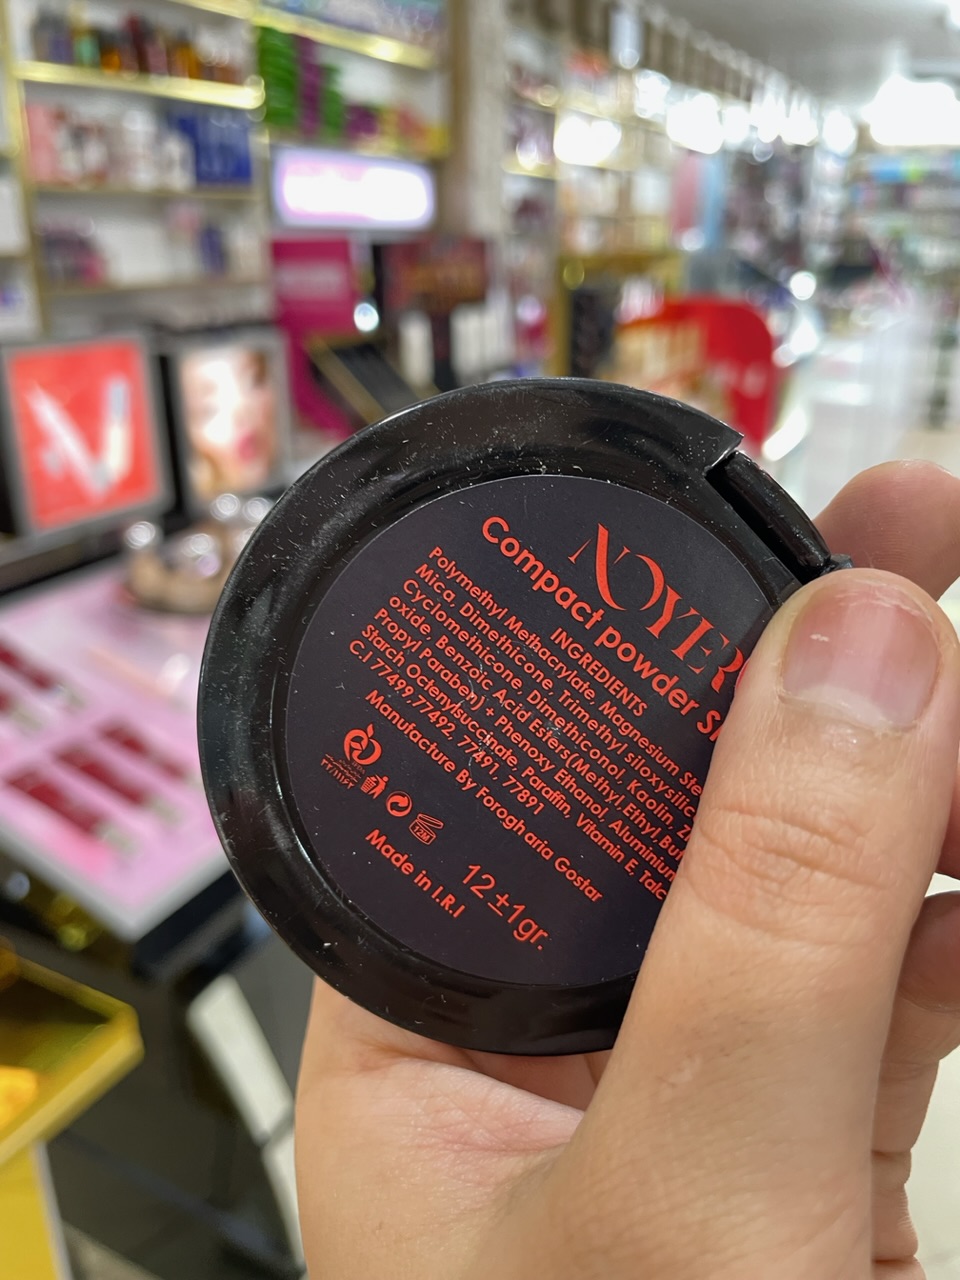 NOYER
Compact powder
INGREDIENTS
Polymethyl Methacrylate, Magnesium
Mica, Dimethicone, Trimethyl siloxysilic
Cyclomethicone, Dimethiconol, Kaolin,
oxide, Benzoic Acid Esters(Methyl,Ethyl,
Propyl Paraben) + Phenoxy Ethanol, Aluminium
Starch Octenylsuccinate, Paraffin, Vitamin E, Talc
C.I 77499,77492, 77491, 77891
Manufacture By Forogharia Gostar
12M
12±1gr.
Made in I.R.I